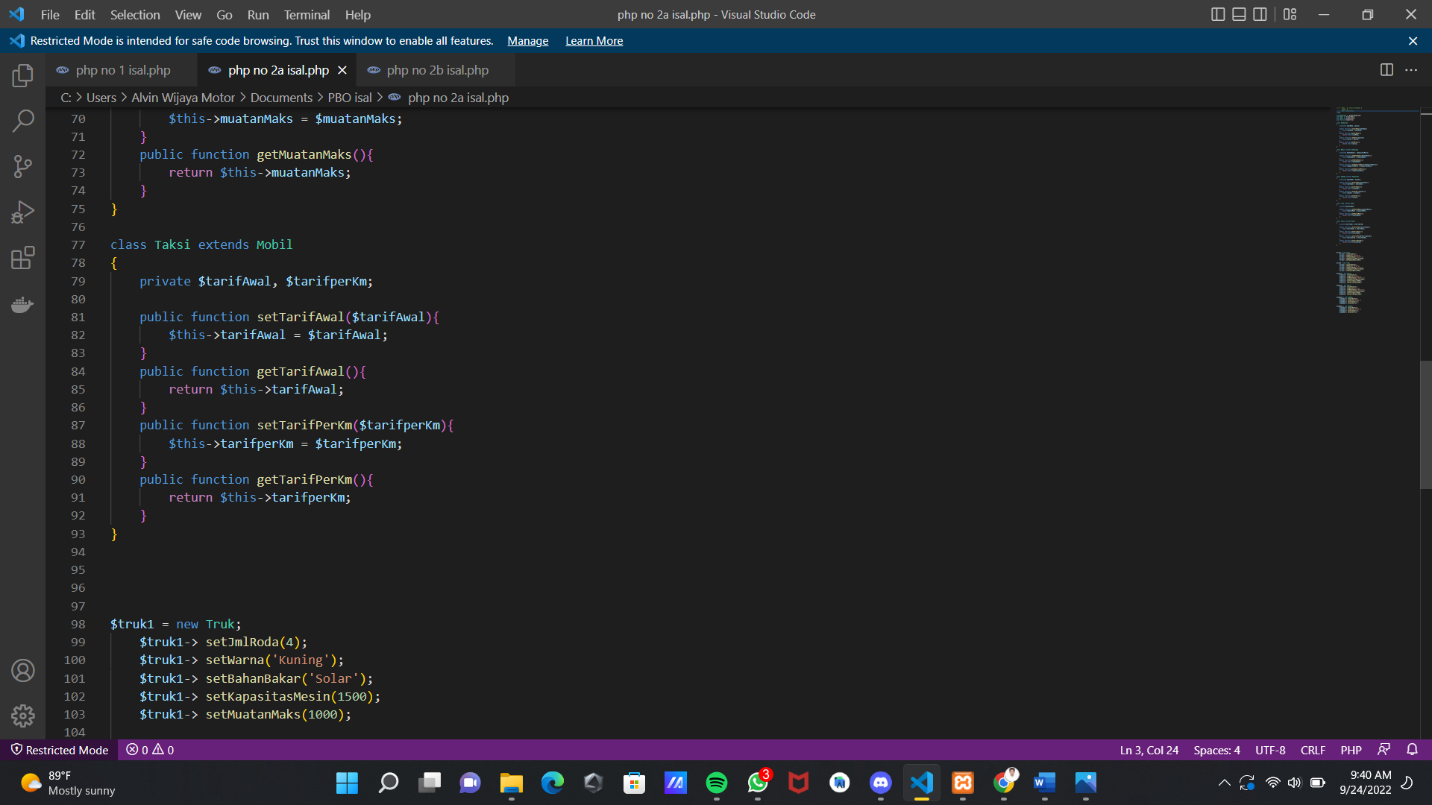 File Edit Selection View Go Run Terminal Help
php no 2a isal.php - Visual Studio Code
Restricted Mode is intended for safe code browsing. Trust this window to enable all features. Manage Learn More
php no 1 isal.php
php no 2a isal.php
php no 2b isal.php
C: > Users > Alvin Wijaya Motor > Documents > PBO isal > php no 2a isal.php
70 $this->muatanMaks = $muatanMaks;
71 }
72 public function getMuatanMaks(){
73 return $this->muatanMaks;
74 }
75 }
76
77 class Taksi extends Mobil
78 {
79 private $tarifAwal, $tarifperKm;
80
81 public function setTarifAwal($tarifAwal){
82 $this->tarifAwal = $tarifAwal;
83 }
84 public function getTarifAwal(){
85 return $this->tarifAwal;
86 }
87 public function setTarifPerKm($tarifperKm){
88 $this->tarifperKm = $tarifperKm;
89 }
90 public function getTarifPerKm(){
91 return $this->tarifperKm;
92 }
93 }
94
95
96
97
98 $truk1 = new Truk;
99 $truk1-> setJmlRoda(4);
100 $truk1-> setWarna('Kuning');
101 $truk1-> setBahanBakar('Solar');
102 $truk1-> setKapasitasMesin(1500);
103 $truk1-> setMuatanMaks(1000);
104
Restricted Mode 0 0 Ln 3, Col 24 Spaces: 4 UTF-8 CRLF PHP
89°F
Mostly sunny
3
9:40 AM
9/24/2022